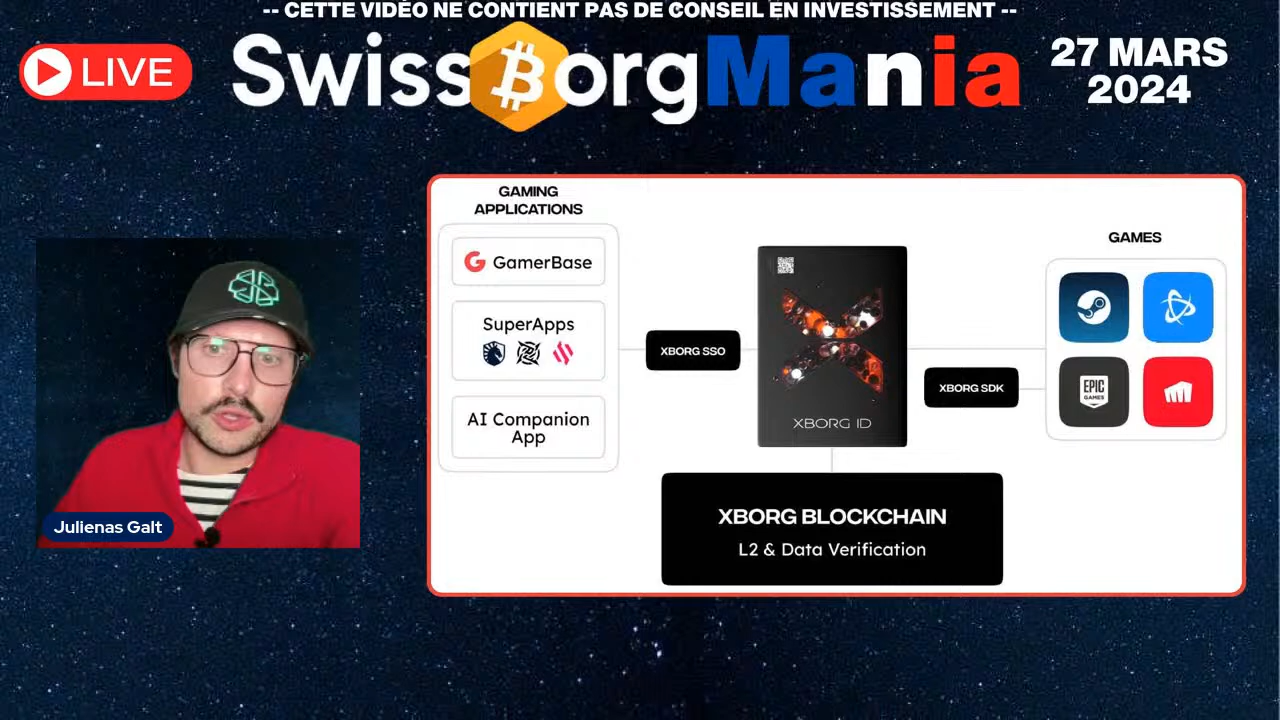 -- CETTE VIDÉO NE CONTIENT PAS DE CONSEIL EN INVESTISSEMENT --
LIVE
SwissBorgMania
27 MARS
2024
GAMING
APPLICATIONS
GamerBase
SuperApps
AI Companion
App
XBORG SSO
XBORG ID
XBORG SDK
GAMES
EPIC
GAMES
XBORG BLOCKCHAIN
L2 & Data Verification
Julienas Galt